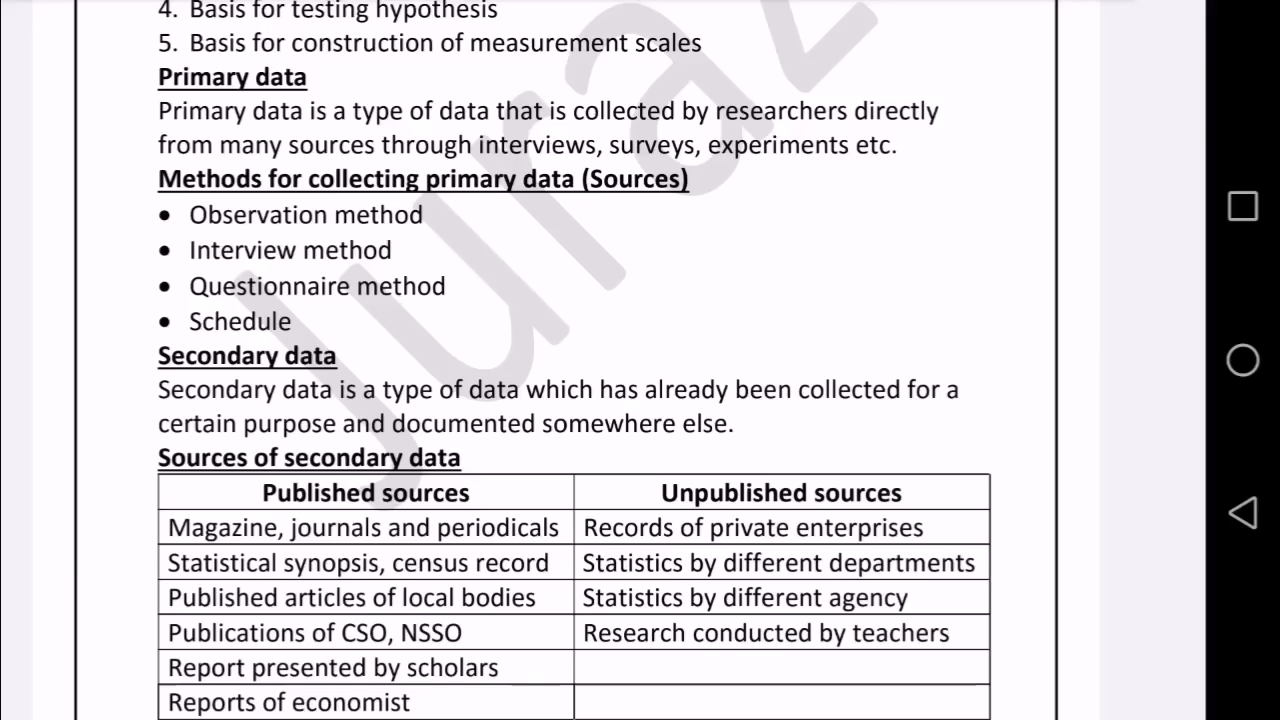 4. Basis for testing hypothesis
5. Basis for construction of measurement scales
Primary data
Primary data is a type of data that is collected by researchers directly
from many sources through interviews, surveys, experiments etc.
Methods for collecting primary data (Sources)
• Observation method
• Interview method
• Questionnaire method
• Schedule
Secondary data
Secondary data is a type of data which has already been collected for a
certain purpose and documented somewhere else.
Sources of secondary data
Published sources Unpublished sources
Magazine, journals and periodicals Records of private enterprises
Statistical synopsis, census record Statistics by different departments
Published articles of local bodies Statistics by different agency
Publications of CSO, NSSO Research conducted by teachers
Report presented by scholars
Reports of economist
Juraz